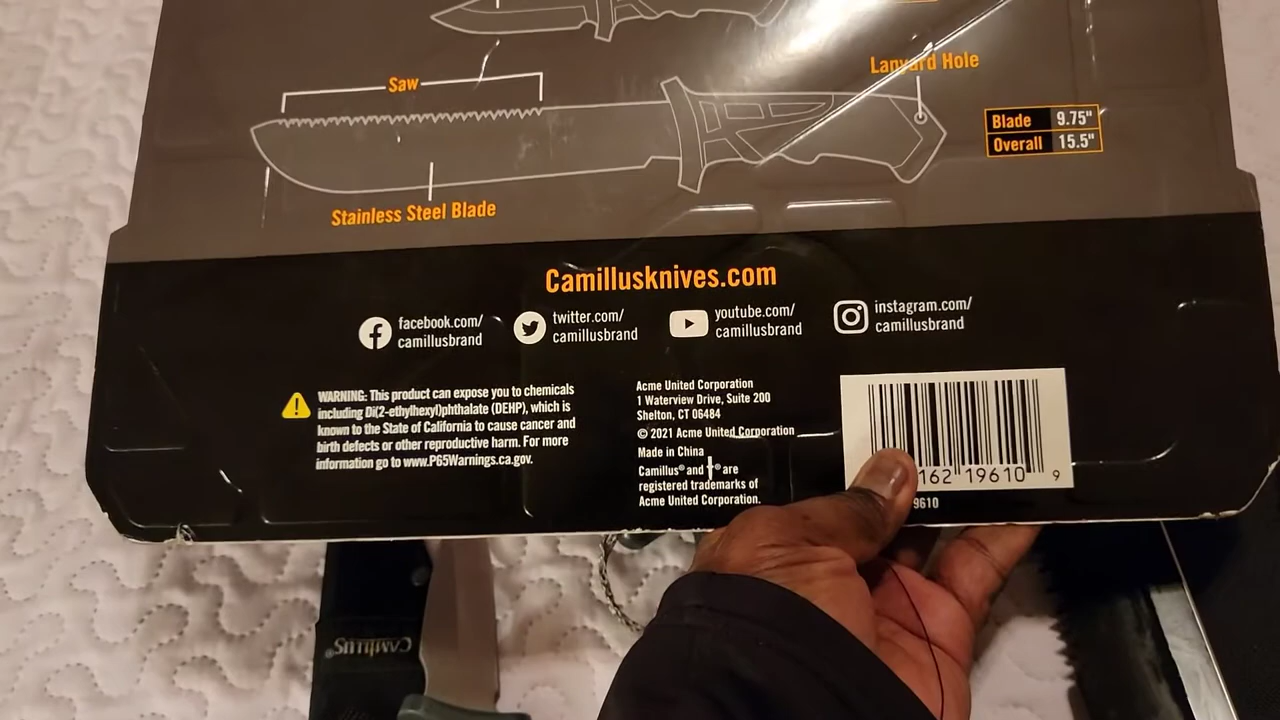 Saw
Lanyard Hole
Blade 9.75"
Overall 15.5"
Stainless Steel Blade
Camillusknives.com
facebook.com/
camillusbrand
twitter.com/
camillusbrand
youtube.com/
camillusbrand
instagram.com/
camillusbrand
WARNING: This product can expose you to chemicals
including Di(2-ethylhexyl)phthalate (DEHP), which is
known to the State of California to cause cancer and
birth defects or other reproductive harm. For more
information go to www.P65Warnings.ca.gov.
Acme United Corporation
1 Waterview Drive, Suite 200
Shelton, CT 06484
© 2021 Acme United Corporation
Made in China
Camillus® and ® are
registered trademarks of
Acme United Corporation.
162 19610 9
9610
CAMILLUS